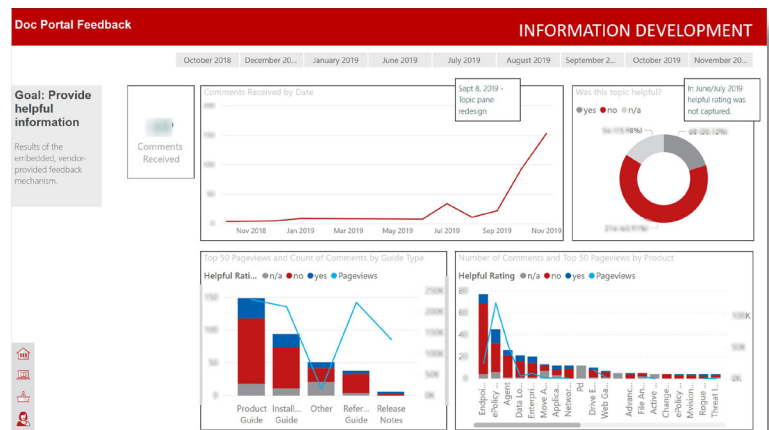 Doc Portal Feedback
INFORMATION DEVELOPMENT
October 2018 December 20... January 2019 June 2019 July 2019 August 2019 September 2... October 2019 November 20...
Goal: Provide
helpful
information
Results of the
embedded, vendor-
provided feedback
mechanism.
Comments
Received
Comments Received by Date
Sept 8, 2019 -
Topic pane
redesign
Nov 2018 Jan 2019 Mar 2019 May 2019 Jul 2019 Sep 2019 Nov 2019
Was this topic helpful?
yes no n/a
In June/July 2019
helpful rating was
not captured.
Top 50 Pageviews and Count of Comments by Guide Type
Helpful Rati... n/a no yes Pageviews
150
100
50
0
250K
200K
150K
100K
50K
0K
Product
Guide
Install...
Guide
Other
Refer...
Guide
Release
Notes
Number of Comments and Top 50 Pageviews by Product
Helpful Rating n/a no yes Pageviews
80
60
40
20
0
100K
50K
0K
Endpoi...
ePolicy ...
Agent
Data Lo...
Enterpri...
Move A...
Applica...
Networ...
Pd
Drive E...
Web Ga...
Advanc...
File An...
Active ...
Change...
ePolicy ...
Mvision...
Rogue ...
Threat I...